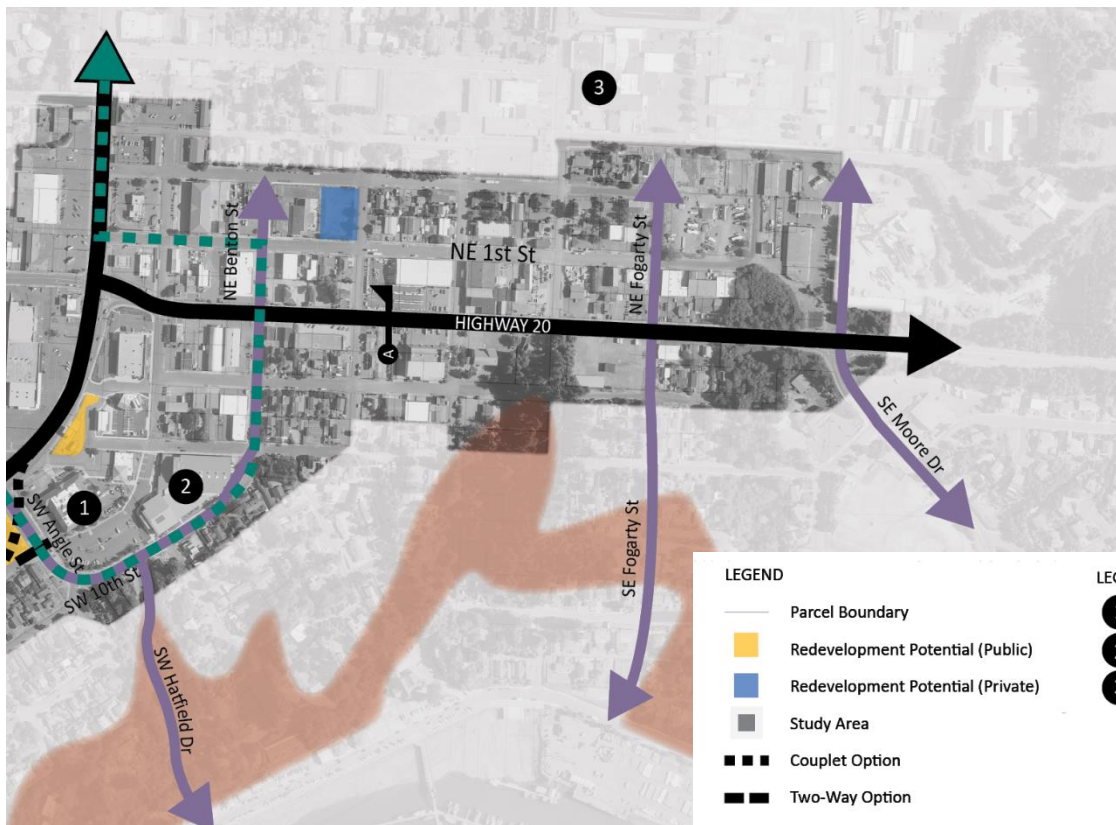 3
NE Benton St
NE 1st St
NE Fogarty St
HIGHWAY 20
A
SE Moore Dr
2
1
SW Angle St
SW 10th St
SE Fogarty St
SW Hatfield Dr
LEGEND
Parcel Boundary
Redevelopment Potential (Public)
Redevelopment Potential (Private)
Study Area
Couplet Option
Two-Way Option